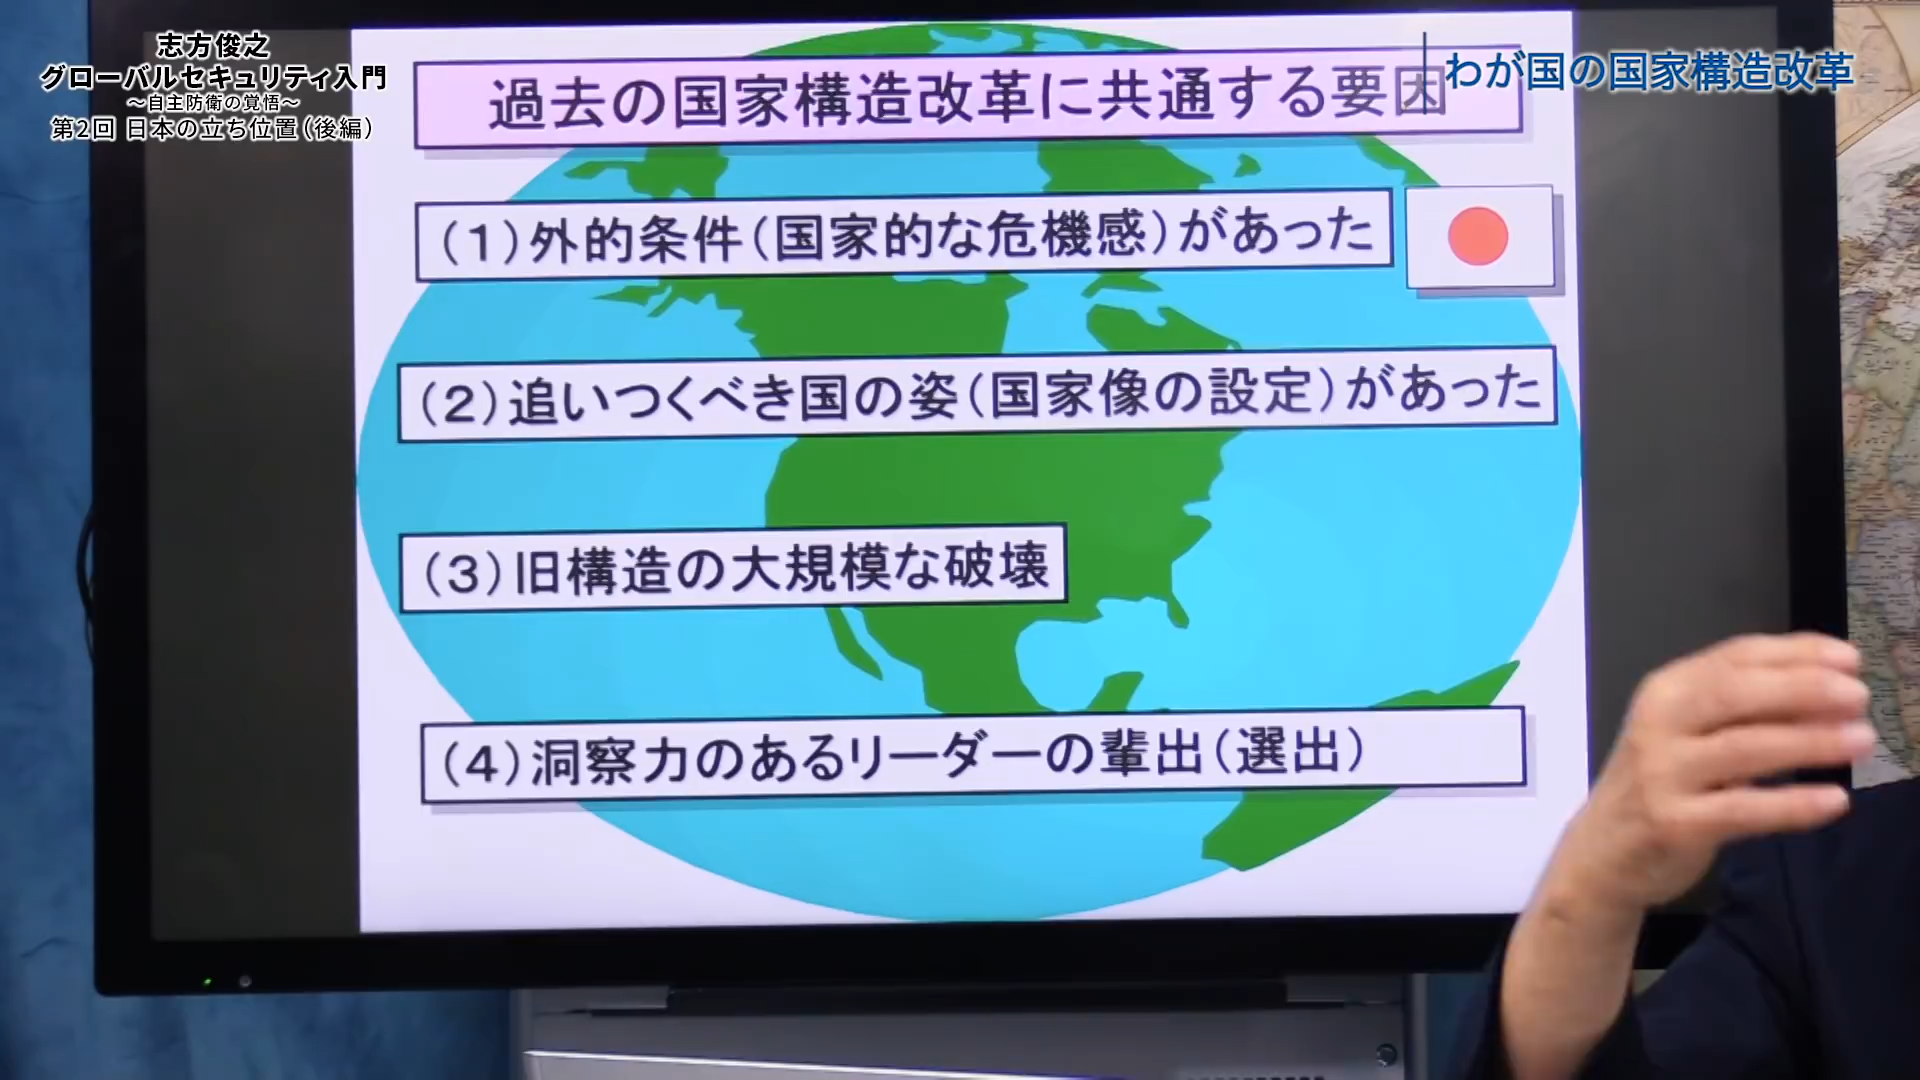 志方俊之
グローバルセキュリティ入門
～自主防衛の覚悟～
第2回 日本の立ち位置（後編）
わが国の国家構造改革
過去の国家構造改革に共通する要因
（1）外的条件（国家的な危機感）があった
（2）追いつくべき国の姿（国家像の設定）があった
（3）旧構造の大規模な破壊
（4）洞察力のあるリーダーの輩出（選出）